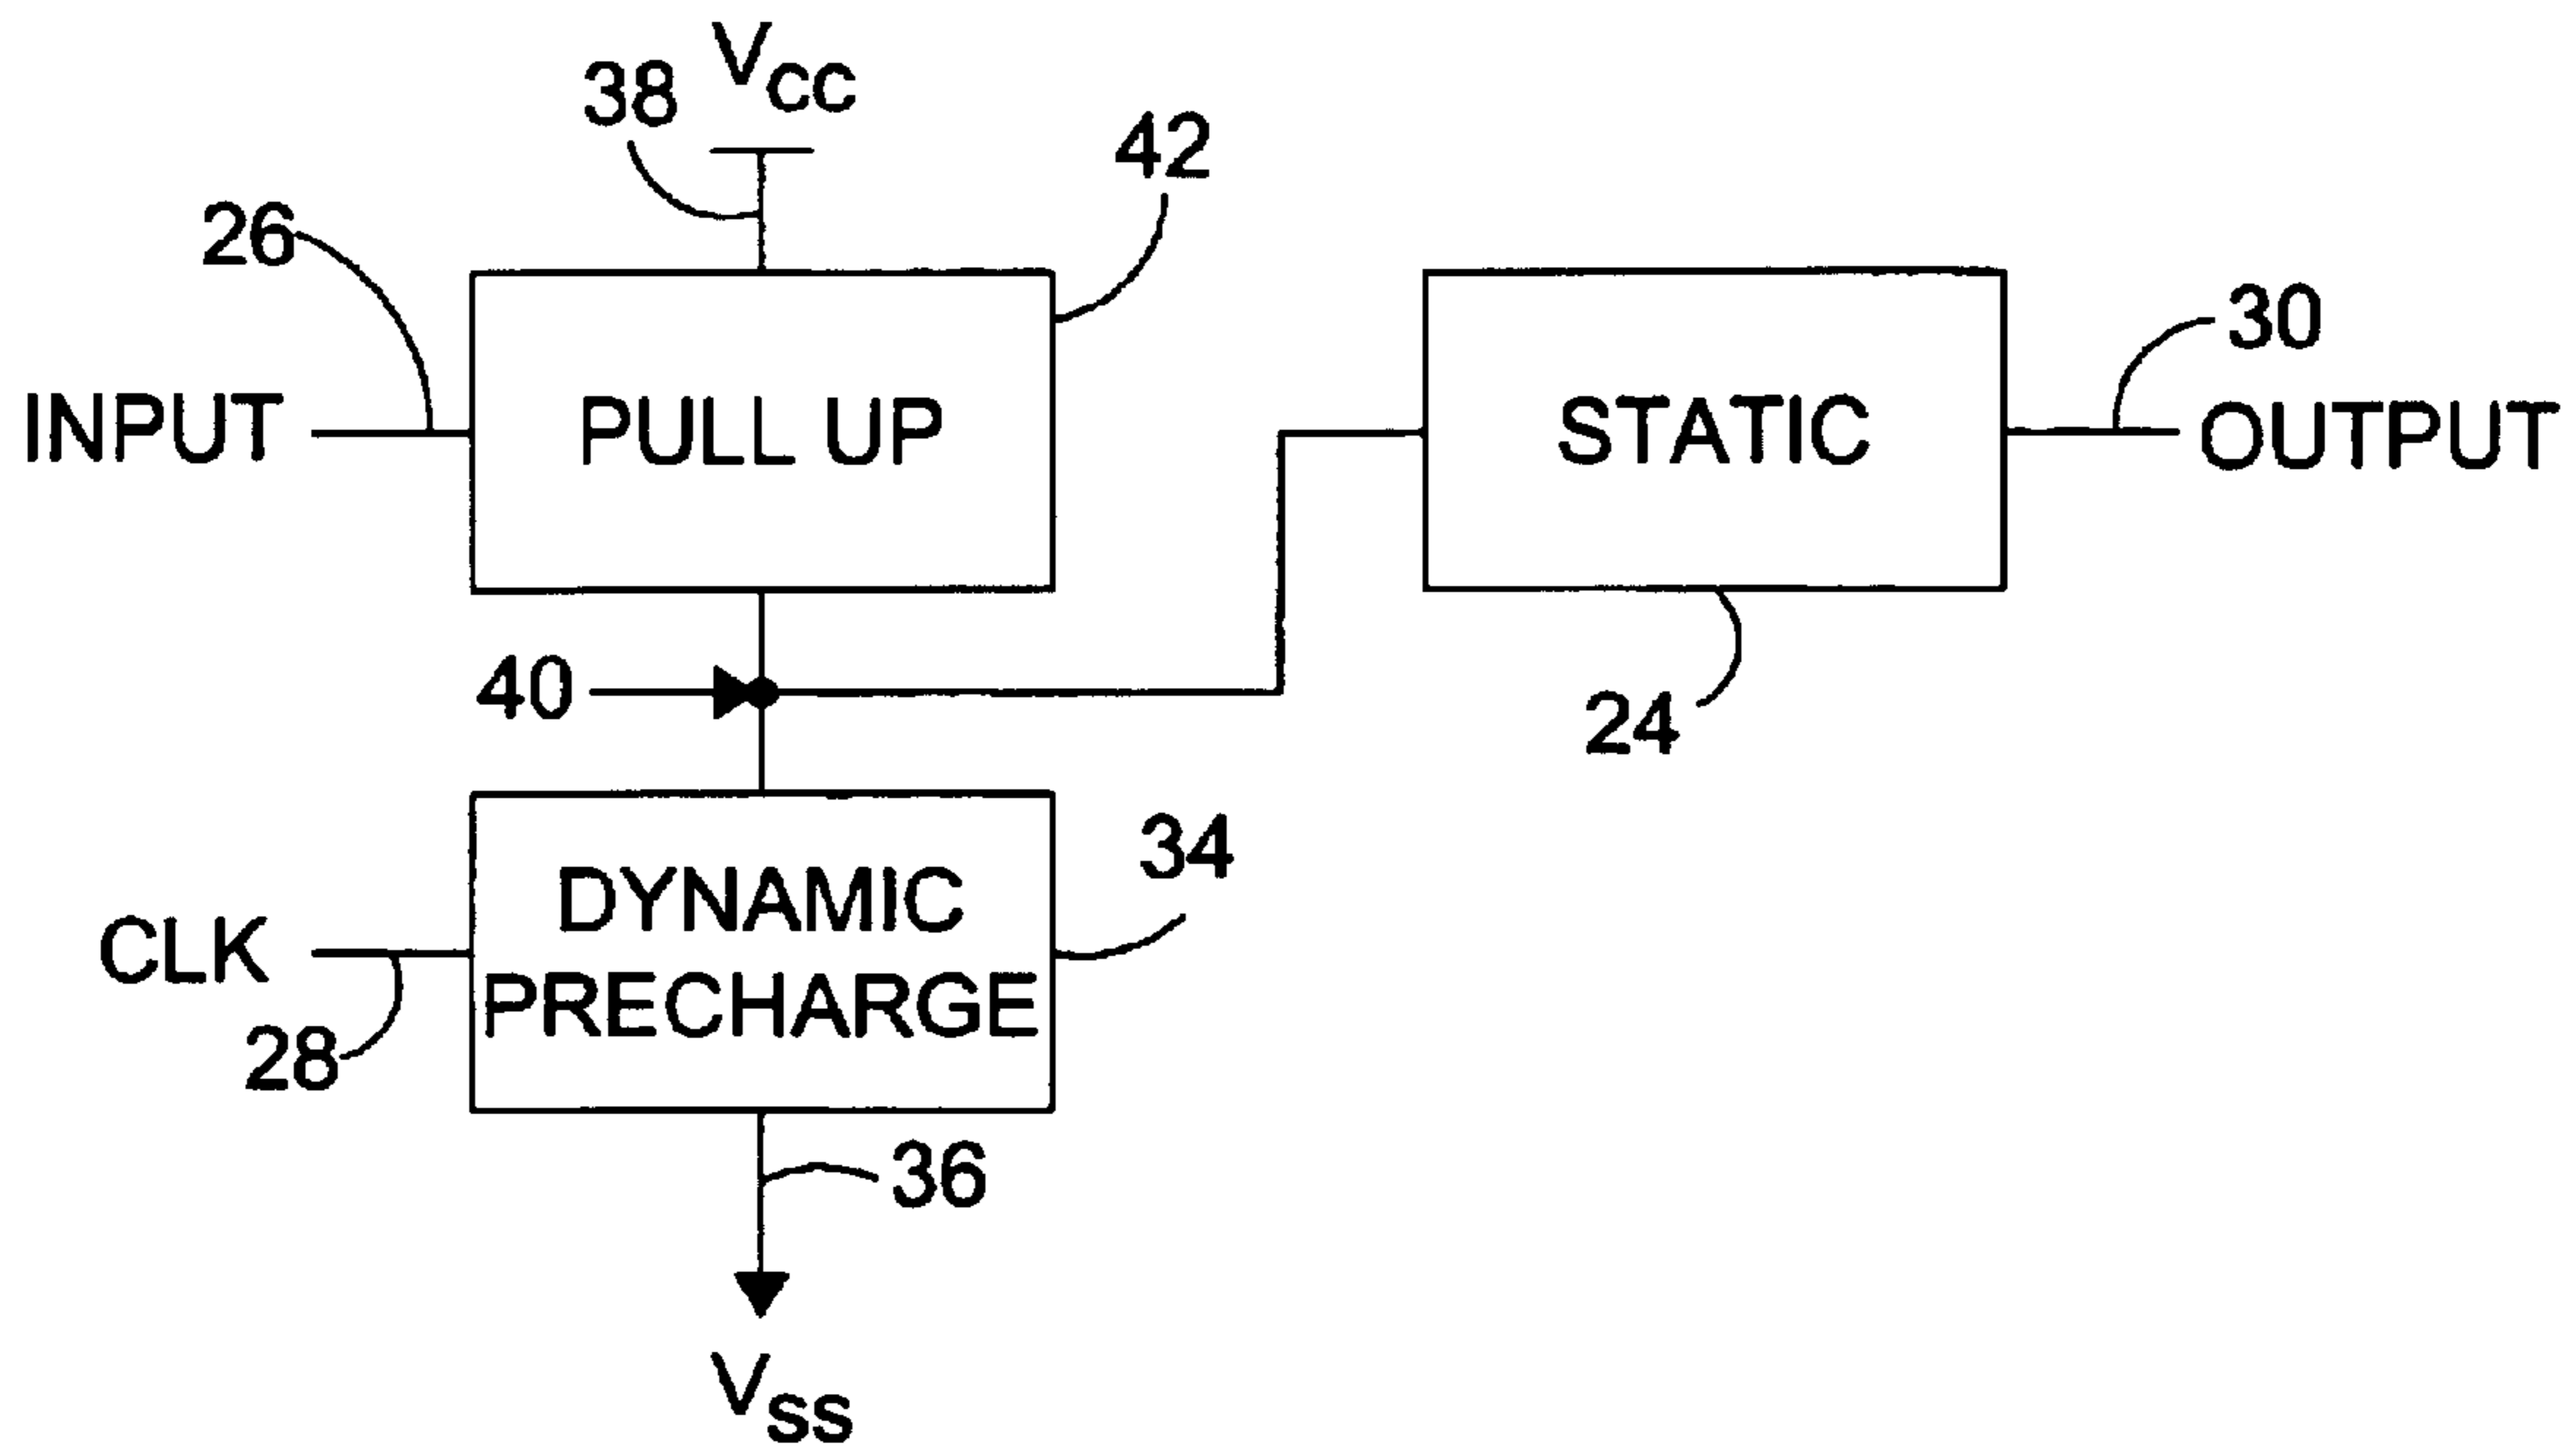 VCC
38
42
26
30
INPUT
PULL UP
STATIC
OUTPUT
40
24
34
DYNAMIC
PRECHARGE
CLK
28
36
VSS